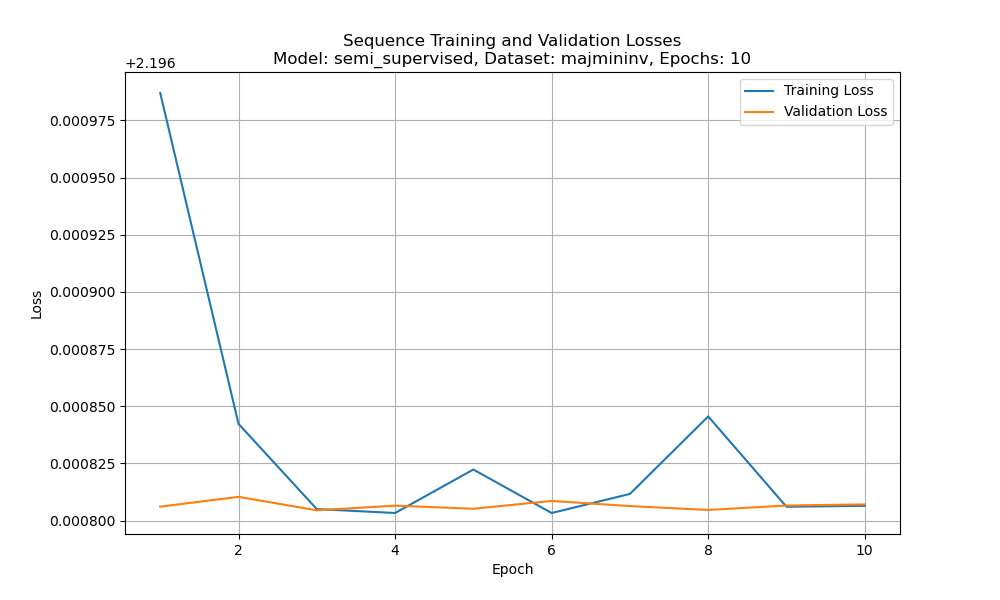 Sequence Training and Validation Losses
Model: semi_supervised, Dataset: majmininv, Epochs: 10
+2.196
Training Loss
Validation Loss
0.000975
0.000950
0.000925
0.000900
0.000875
0.000850
0.000825
0.000800
Loss
2
4
6
8
10
Epoch